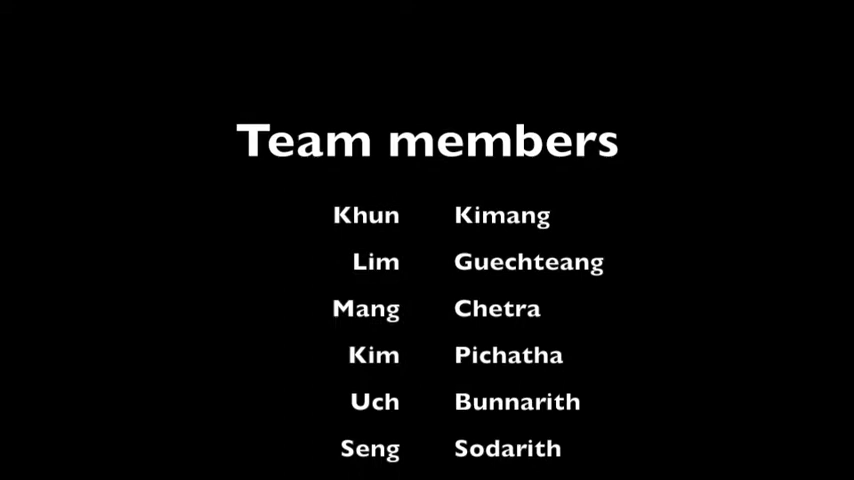 Team members
Khun Kimang
Lim Guechteang
Mang Chetra
Kim Pichatha
Uch Bunnarith
Seng Sodarith